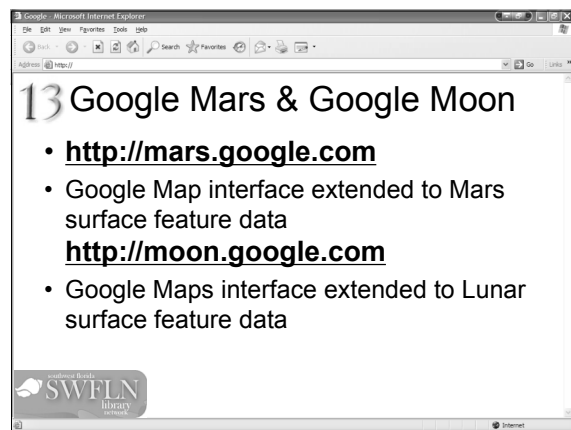 Google - Microsoft Internet Explorer
File Edit View Favorites Tools Help
Back Search Favorites
Address http:// Go Links »
13 Google Mars & Google Moon
• http://mars.google.com
• Google Map interface extended to Mars
surface feature data
http://moon.google.com
• Google Maps interface extended to Lunar
surface feature data
southwest florida
SWFLN
library
network
Internet